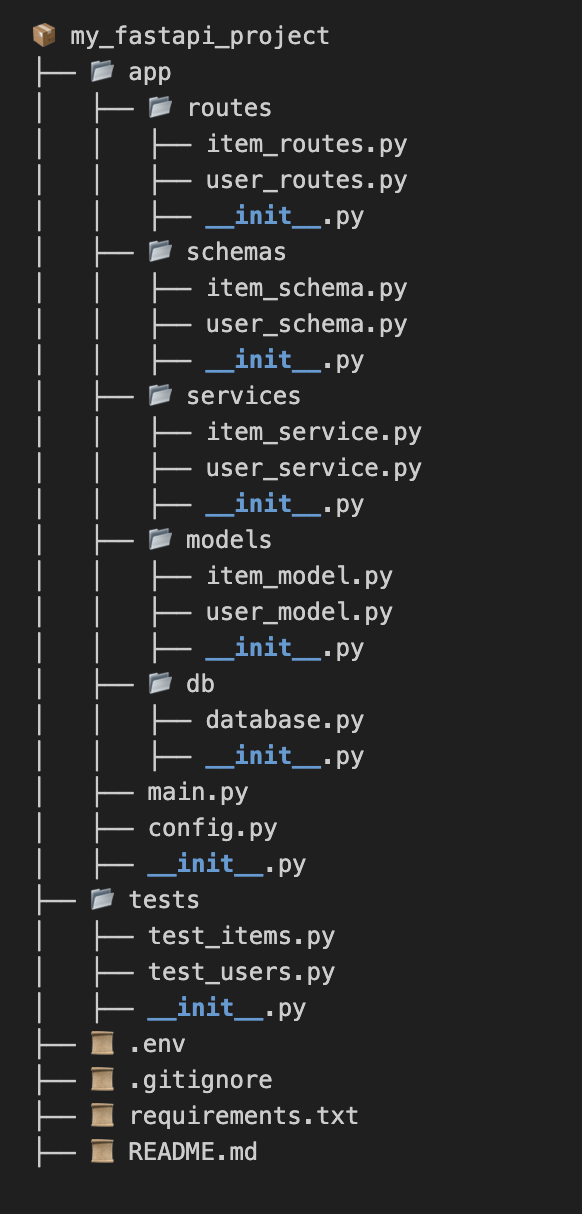 my_fastapi_project
app
routes
item_routes.py
user_routes.py
__init__.py
schemas
item_schema.py
user_schema.py
__init__.py
services
item_service.py
user_service.py
__init__.py
models
item_model.py
user_model.py
__init__.py
db
database.py
__init__.py
main.py
config.py
__init__.py
tests
test_items.py
test_users.py
__init__.py
.env
.gitignore
requirements.txt
README.md